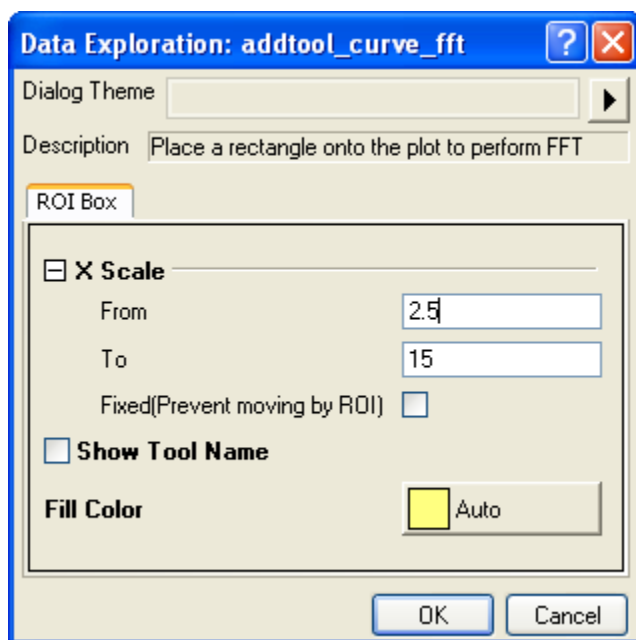 Data Exploration: addtool_curve_fft
Dialog Theme
Description Place a rectangle onto the plot to perform FFT
ROI Box
X Scale
From 2.5
To 15
Fixed(Prevent moving by ROI)
Show Tool Name
Fill Color Auto
OK Cancel